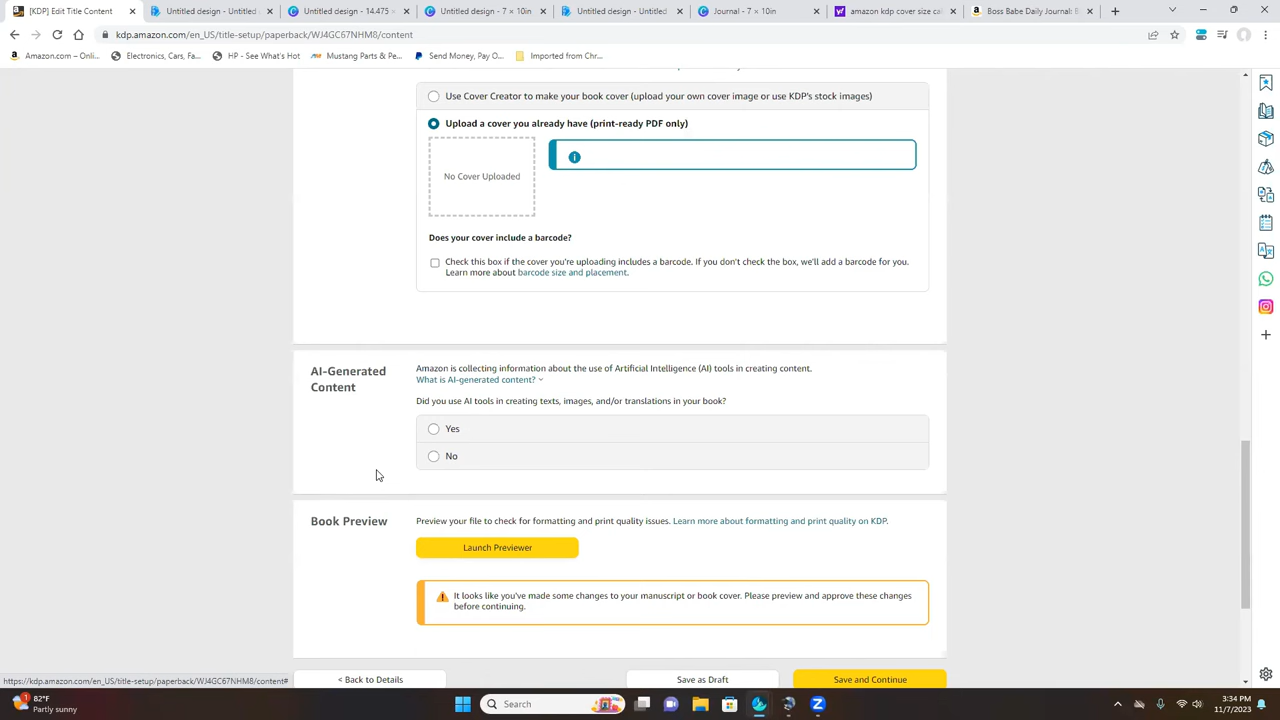 [KDP] Edit Title Content
Untitled design - Untitled d
Untitled design - 14.475 ×
Untitled design - 7 × 10in
Untitled design - Untitled d
Journal - 7 × 10in
amazon kdp cover size cal
Boss Babe Daily Journal: B
kdp.amazon.com/en_US/title-setup/paperback/WJ4GC67NHM8/content
Amazon.com – Onli...
Electronics, Cars, Fa...
HP - See What's Hot
Mustang Parts & Pe...
Send Money, Pay O...
Imported from Chr...
Use Cover Creator to make your book cover (upload your own cover image or use KDP's stock images)
Upload a cover you already have (print-ready PDF only)
No Cover Uploaded
Does your cover include a barcode?
Check this box if the cover you're uploading includes a barcode. If you don't check the box, we'll add a barcode for you.
Learn more about barcode size and placement.
AI-Generated
Content
Amazon is collecting information about the use of Artificial Intelligence (AI) tools in creating content.
What is AI-generated content?
Did you use AI tools in creating texts, images, and/or translations in your book?
Yes
No
Book Preview
Preview your file to check for formatting and print quality issues. Learn more about formatting and print quality on KDP.
Launch Previewer
It looks like you've made some changes to your manuscript or book cover. Please preview and approve these changes
before continuing.
< Back to Details
Save as Draft
Save and Continue
https://kdp.amazon.com/en_US/title-setup/paperback/WJ4GC67NHM8/content#
1
82°F
Partly sunny
Search
3:34 PM
11/7/2023